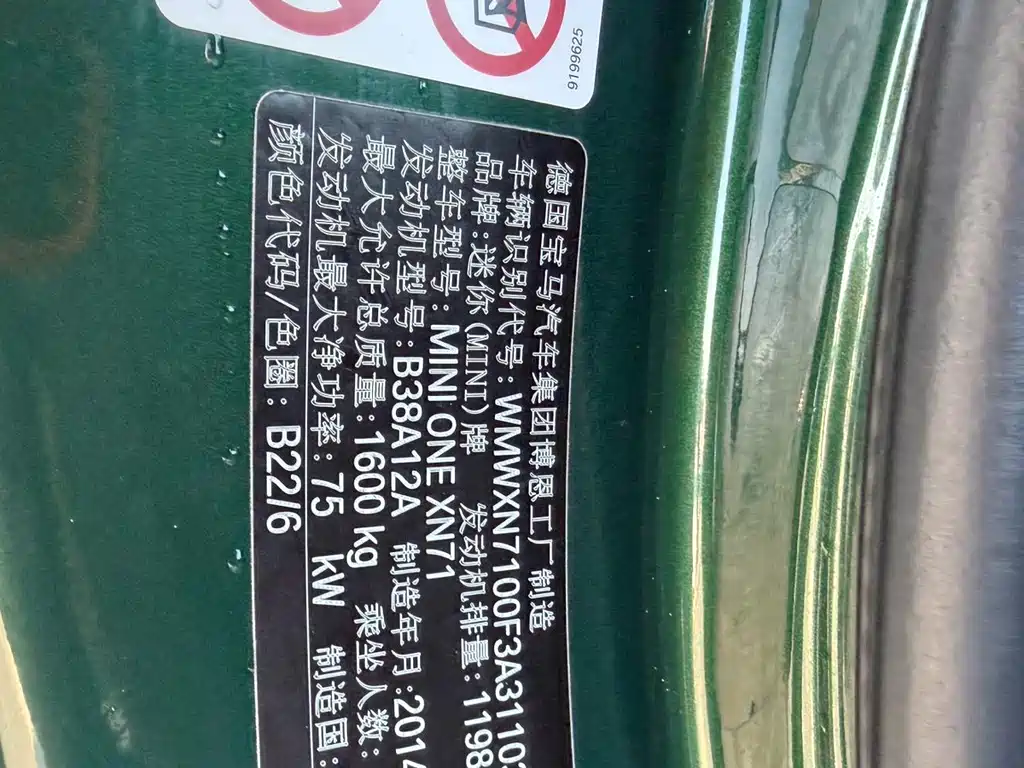 9199625
德国宝马汽车集团博恩工厂制造
车辆识别代号:WMWXN7100F3A3110
品牌:迷你(MINI)牌 发动机排量:1198
整车型号:MINI ONE XN71
发动机型号:B38A12A 制造年月:2014
最大允许总质量:1600 kg 乘坐人数:
发动机最大净功率:75 kW 制造国:
颜色代码/色圈:B22/6